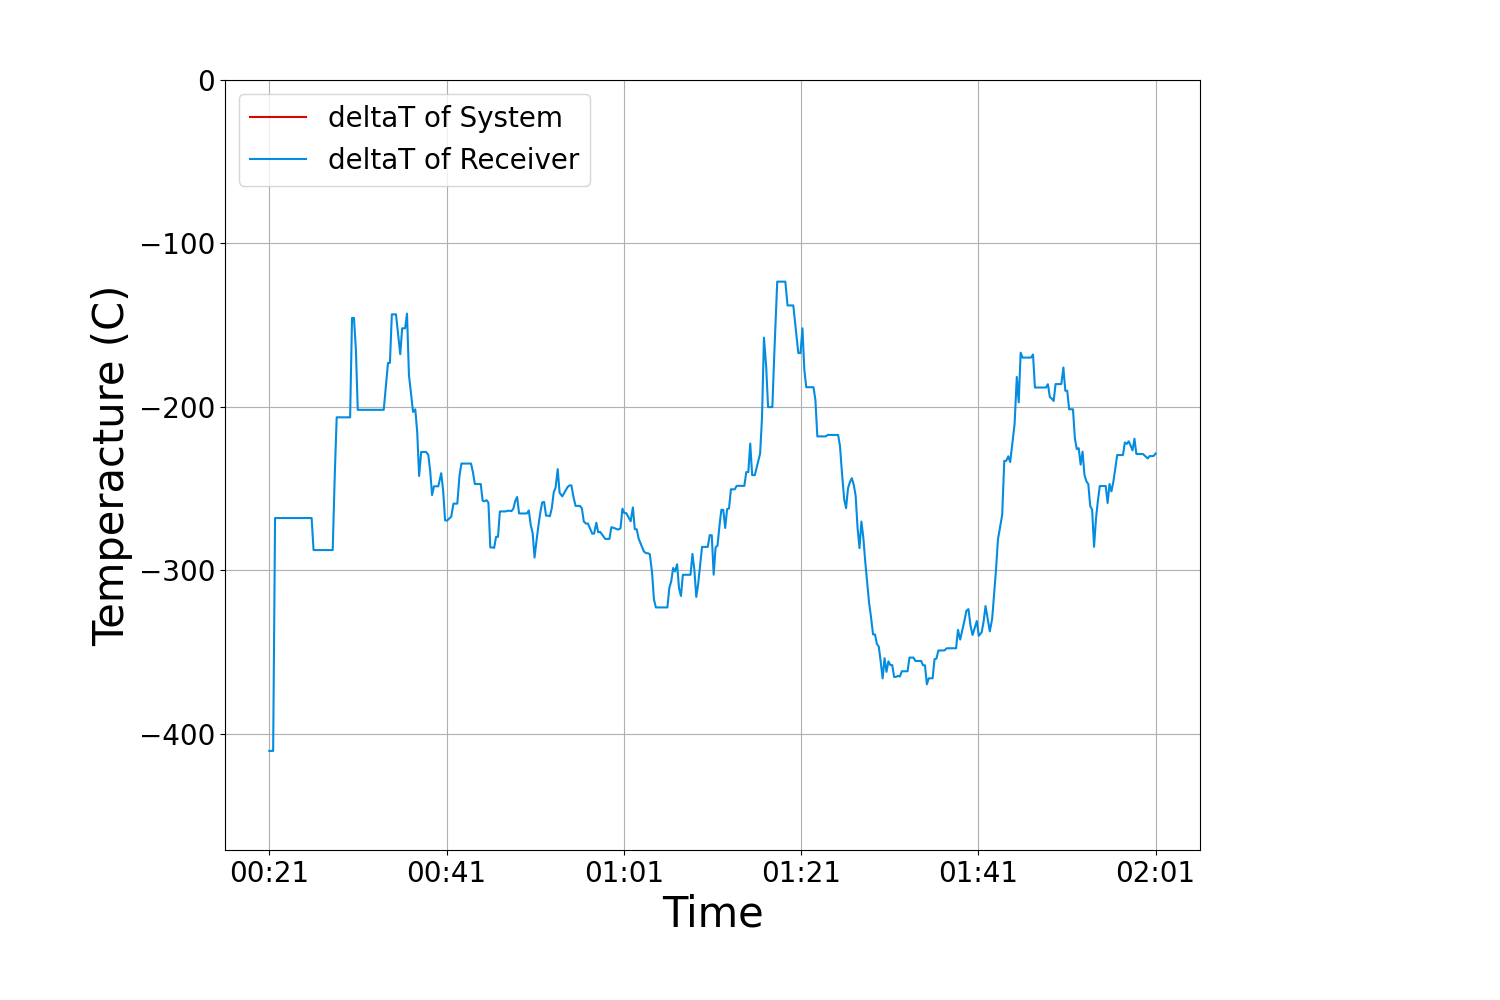 deltaT of System
deltaT of Receiver
0
−100
−200
−300
−400
Temperacture (C)
00:21 00:41 01:01 01:21 01:41 02:01
Time